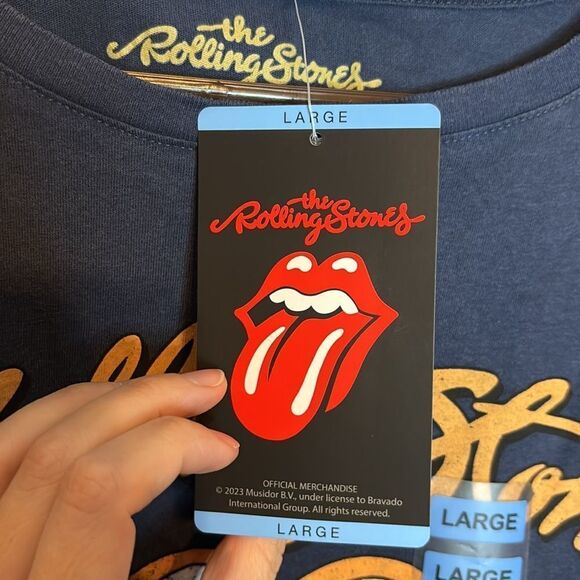 the
Rolling Stones
LARGE
the
Rolling Stones
OFFICIAL MERCHANDISE
© 2023 Musidor B.V., under license to Bravado
International Group. All rights reserved.
LARGE
LARGE
LARGE